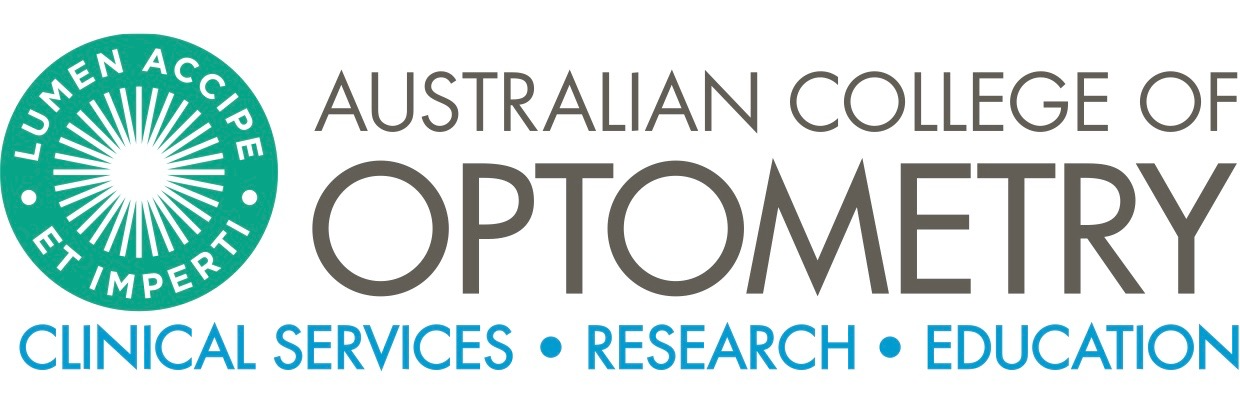 LUMEN ACCIPE
• ET IMPERTI •
AUSTRALIAN COLLEGE OF
OPTOMETRY
CLINICAL SERVICES • RESEARCH • EDUCATION